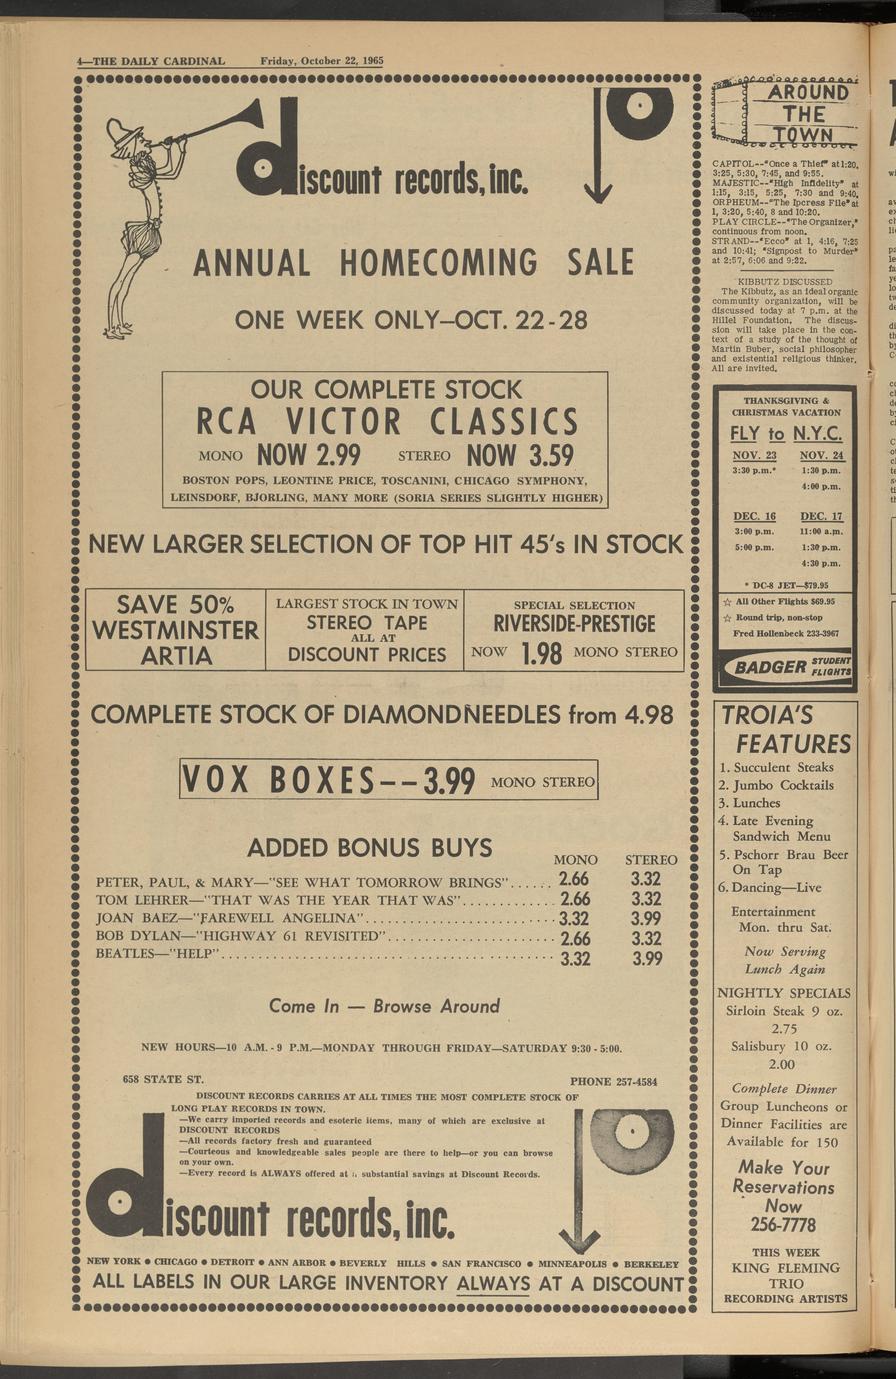 4—THE DAILY CARDINAL Friday, October 22, 1965
discount records, inc.
ANNUAL HOMECOMING SALE
ONE WEEK ONLY—OCT. 22-28
OUR COMPLETE STOCK
RCA VICTOR CLASSICS
MONO NOW 2.99 STEREO NOW 3.59
BOSTON POPS, LEONTINE PRICE, TOSCANINI, CHICAGO SYMPHONY,
LEINSDORF, BJORLING, MANY MORE (SORIA SERIES SLIGHTLY HIGHER)
NEW LARGER SELECTION OF TOP HIT 45's IN STOCK
SAVE 50%
WESTMINSTER
ARTIA
LARGEST STOCK IN TOWN
STEREO TAPE
ALL AT
DISCOUNT PRICES
SPECIAL SELECTION
RIVERSIDE-PRESTIGE
NOW 1.98 MONO STEREO
COMPLETE STOCK OF DIAMOND NEEDLES from 4.98
VOX BOXES--3.99 MONO STEREO
ADDED BONUS BUYS
MONO STEREO
PETER, PAUL, & MARY—"SEE WHAT TOMORROW BRINGS"...... 2.66 3.32
TOM LEHRER—"THAT WAS THE YEAR THAT WAS"............. 2.66 3.32
JOAN BAEZ—"FAREWELL ANGELINA"............................ 3.32 3.99
BOB DYLAN—"HIGHWAY 61 REVISITED"........................ 2.66 3.32
BEATLES—"HELP".................................................. 3.32 3.99
Come In — Browse Around
NEW HOURS—10 A.M. - 9 P.M.—MONDAY THROUGH FRIDAY—SATURDAY 9:30 - 5:00.
658 STATE ST. PHONE 257-4584
DISCOUNT RECORDS CARRIES AT ALL TIMES THE MOST COMPLETE STOCK OF
LONG PLAY RECORDS IN TOWN.
—We carry imported records and esoteric items, many of which are exclusive at
DISCOUNT RECORDS
—All records factory fresh and guaranteed
—Courteous and knowledgeable sales people are there to help—or you can browse
on your own.
—Every record is ALWAYS offered at substantial savings at Discount Records.
discount records, inc.
NEW YORK • CHICAGO • DETROIT • ANN ARBOR • BEVERLY HILLS • SAN FRANCISCO • MINNEAPOLIS • BERKELEY
ALL LABELS IN OUR LARGE INVENTORY ALWAYS AT A DISCOUNT
AROUND
THE
TOWN
CAPITOL--"Once a Thief" at 1:20,
3:25, 5:30, 7:45, and 9:55.
MAJESTIC--"High Infidelity" at
1:15, 3:15, 5:25, 7:30 and 9:40.
ORPHEUM--"The Ipcress File" at
1, 3:20, 5:40, 8 and 10:20.
PLAY CIRCLE--"The Organizer,"
continuous from noon.
STRAND--"Ecco" at 1, 4:16, 7:25
and 10:41; "Signpost to Murder"
at 2:57, 6:06 and 9:22.
KIBBUTZ DISCUSSED
The Kibbutz, as an ideal organic
community organization, will be
discussed today at 7 p.m. at the
Hillel Foundation. The discus-
sion will take place in the con-
text of a study of the thought of
Martin Buber, social philosopher
and existential religious thinker.
All are invited.
THANKSGIVING &
CHRISTMAS VACATION
FLY to N.Y.C.
NOV. 23 NOV. 24
3:30 p.m.* 1:30 p.m.
4:00 p.m.
DEC. 16 DEC. 17
3:00 p.m. 11:00 a.m.
5:00 p.m. 1:30 p.m.
4:30 p.m.
* DC-8 JET—$79.95
☆ All Other Flights $69.95
☆ Round trip, non-stop
Fred Hollenbeck 233-3967
BADGER STUDENT
FLIGHTS
TROIA'S
FEATURES
1. Succulent Steaks
2. Jumbo Cocktails
3. Lunches
4. Late Evening
Sandwich Menu
5. Pschorr Brau Beer
On Tap
6. Dancing—Live
Entertainment
Mon. thru Sat.
Now Serving
Lunch Again
NIGHTLY SPECIALS
Sirloin Steak 9 oz.
2.75
Salisbury 10 oz.
2.00
Complete Dinner
Group Luncheons or
Dinner Facilities are
Available for 150
Make Your
Reservations
Now
256-7778
THIS WEEK
KING FLEMING
TRIO
RECORDING ARTISTS